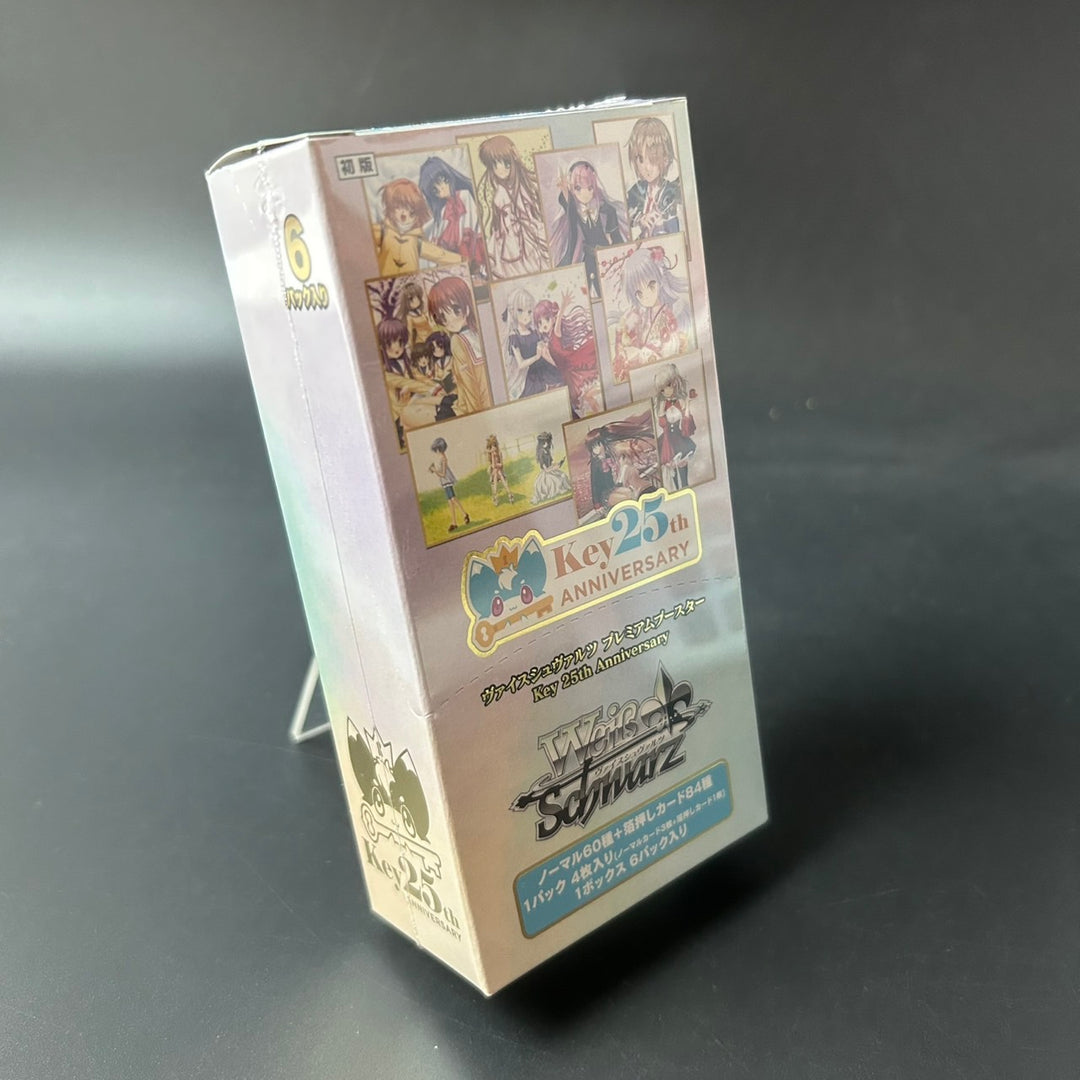 初版
6
パック入り
Key 25th
ANNIVERSARY
ヴァイスシュヴァルツ プレミアムブースター
Key 25th Anniversary
Weiß
ヴァイスシュヴァルツ
Schwarz
ノーマル60種+箔押しカード84種
1パック 4枚入り(ノーマルカード3枚+箔押しカード1枚)
1ボックス 6パック入り
Key 25th
ANNIVERSARY